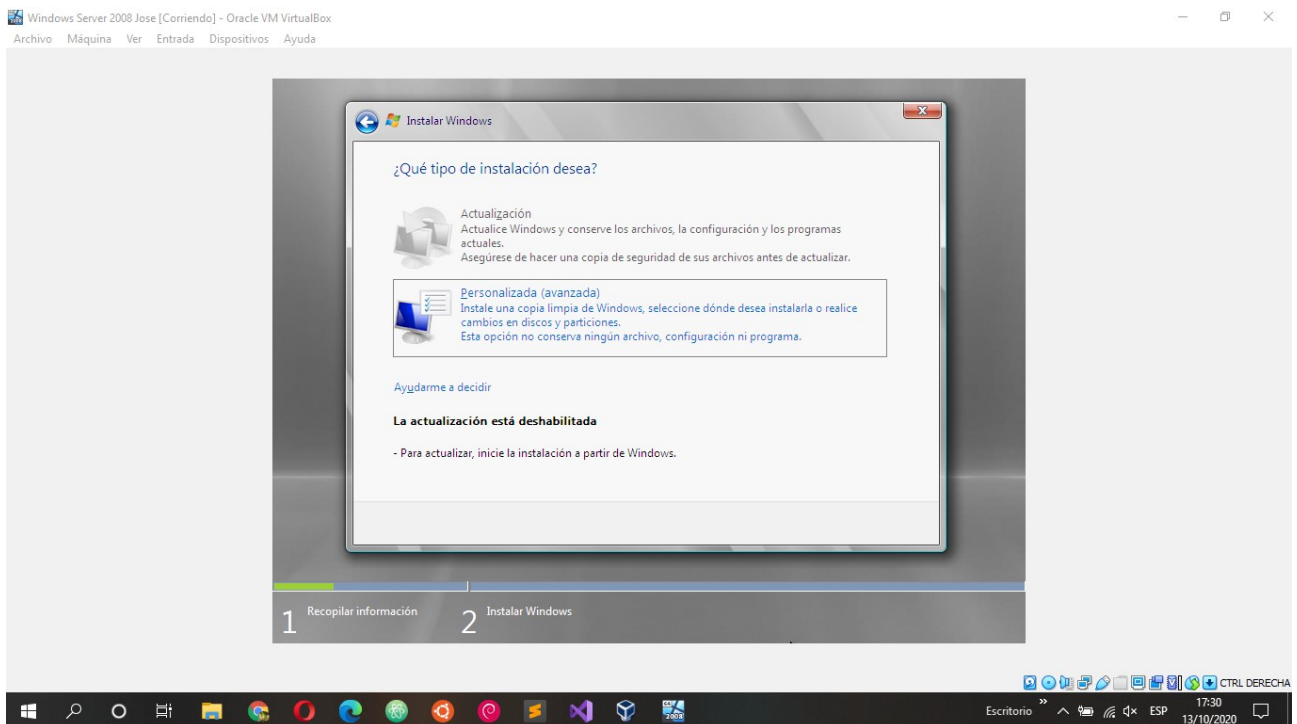 Windows Server 2008 Jose [Corriendo] - Oracle VM VirtualBox
Archivo Máquina Ver Entrada Dispositivos Ayuda
Instalar Windows
¿Qué tipo de instalación desea?
Actualización
Actualice Windows y conserve los archivos, la configuración y los programas
actuales.
Asegúrese de hacer una copia de seguridad de sus archivos antes de actualizar.
Personalizada (avanzada)
Instale una copia limpia de Windows, seleccione dónde desea instalarla o realice
cambios en discos y particiones.
Esta opción no conserva ningún archivo, configuración ni programa.
Ayudarme a decidir
La actualización está deshabilitada
- Para actualizar, inicie la instalación a partir de Windows.
1 Recopilar información 2 Instalar Windows
CTRL DERECHA
2008
Escritorio ESP 17:30
13/10/2020